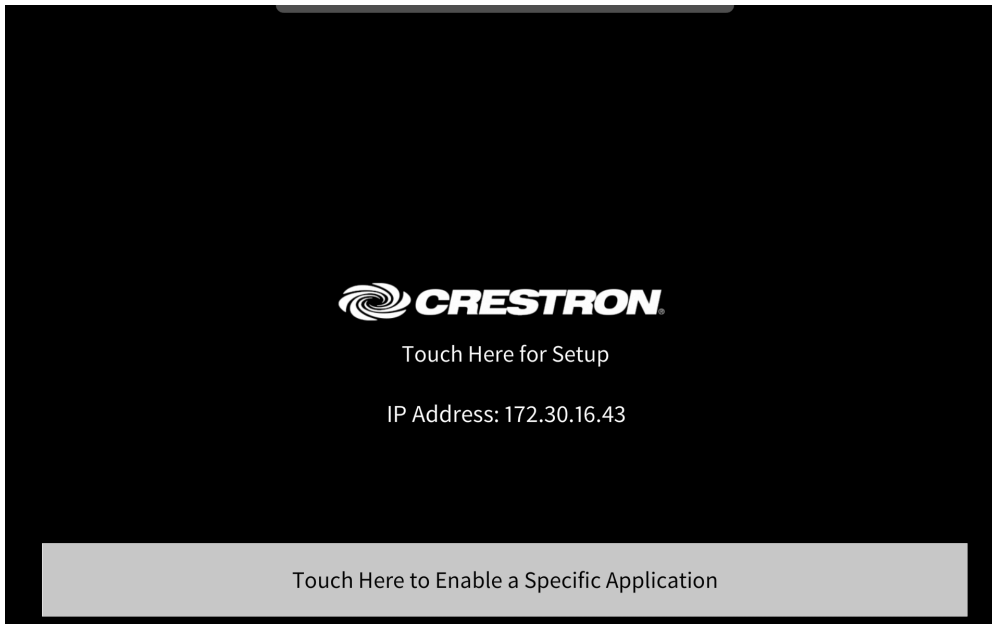 CRESTRON®
Touch Here for Setup
IP Address: 172.30.16.43
Touch Here to Enable a Specific Application